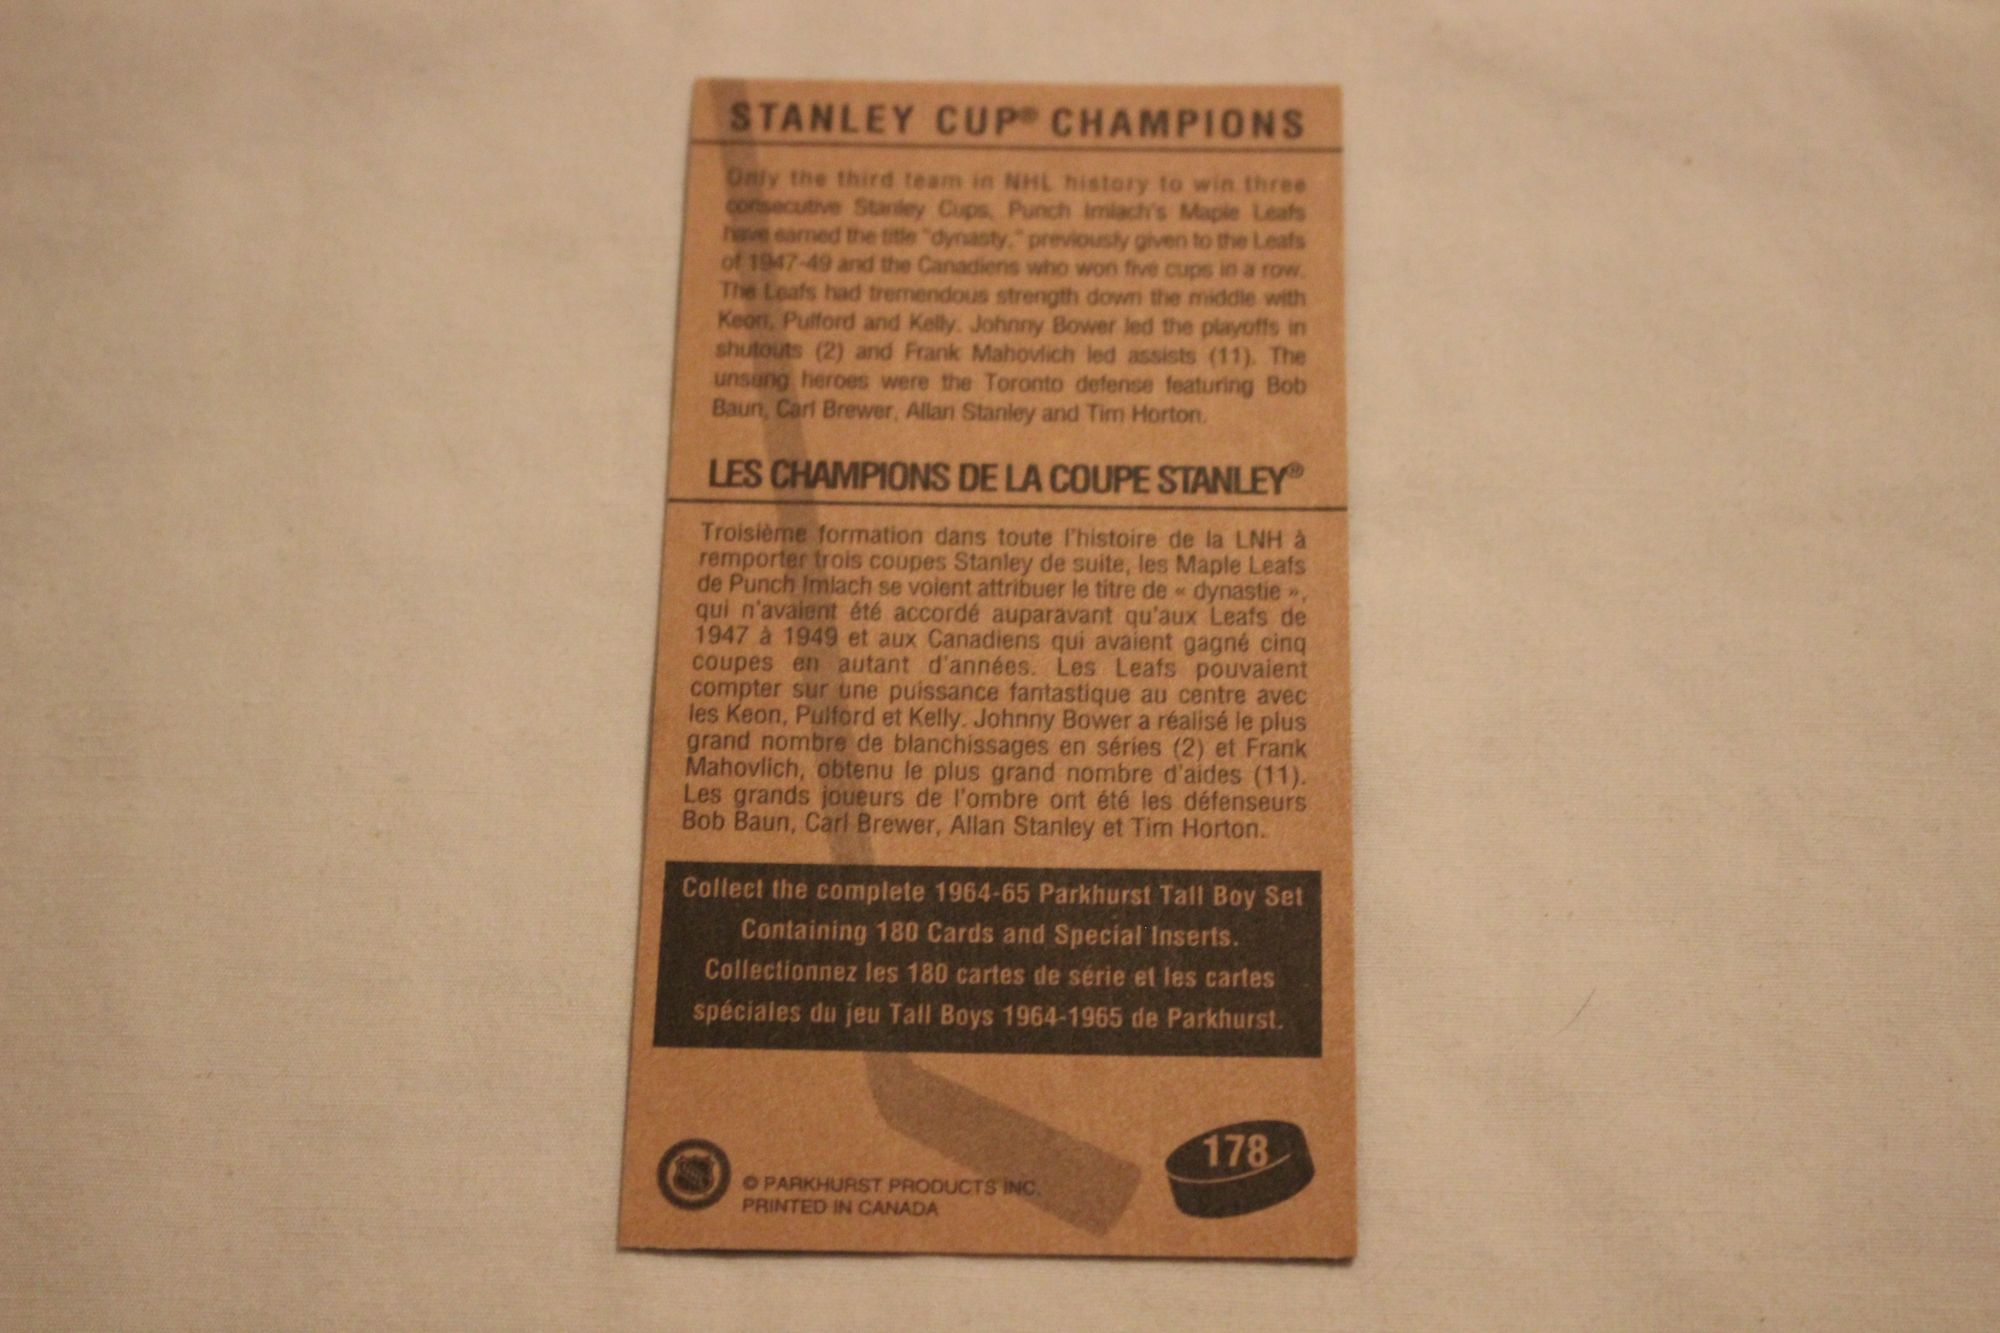 STANLEY CUP® CHAMPIONS
Only the third team in NHL history to win three
consecutive Stanley Cups, Punch Imlach's Maple Leafs
have earned the title "dynasty," previously given to the Leafs
of 1947-49 and the Canadiens who won five cups in a row.
The Leafs had tremendous strength down the middle with
Keon, Pulford and Kelly. Johnny Bower led the playoffs in
shutouts (2) and Frank Mahovlich led assists (11). The
unsung heroes were the Toronto defense featuring Bob
Baun, Carl Brewer, Allan Stanley and Tim Horton.
LES CHAMPIONS DE LA COUPE STANLEY®
Troisième formation dans toute l'histoire de la LNH à
remporter trois coupes Stanley de suite, les Maple Leafs
de Punch Imlach se voient attribuer le titre de « dynastie »,
qui n'avaient été accordé auparavant qu'aux Leafs de
1947 à 1949 et aux Canadiens qui avaient gagné cinq
coupes en autant d'années. Les Leafs pouvaient
compter sur une puissance fantastique au centre avec
les Keon, Pulford et Kelly. Johnny Bower a réalisé le plus
grand nombre de blanchissages en séries (2) et Frank
Mahovlich, obtenu le plus grand nombre d'aides (11).
Les grands joueurs de l'ombre ont été les défenseurs
Bob Baun, Carl Brewer, Allan Stanley et Tim Horton.
Collect the complete 1964-65 Parkhurst Tall Boy Set
Containing 180 Cards and Special Inserts.
Collectionnez les 180 cartes de série et les cartes
spéciales du jeu Tall Boys 1964-1965 de Parkhurst.
178
© PARKHURST PRODUCTS INC.
PRINTED IN CANADA